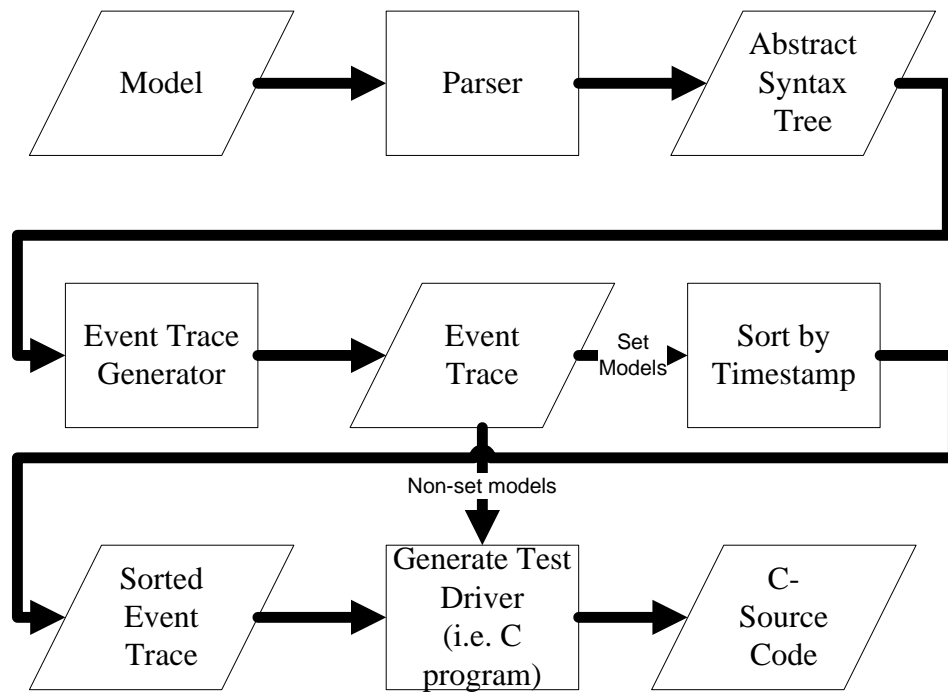 Model
Parser
Abstract
Syntax
Tree
Event Trace
Generator
Event
Trace
Set
Models
Sort by
Timestamp
Non-set models
Sorted
Event
Trace
Generate Test
Driver
(i.e. C
program)
C-
Source
Code